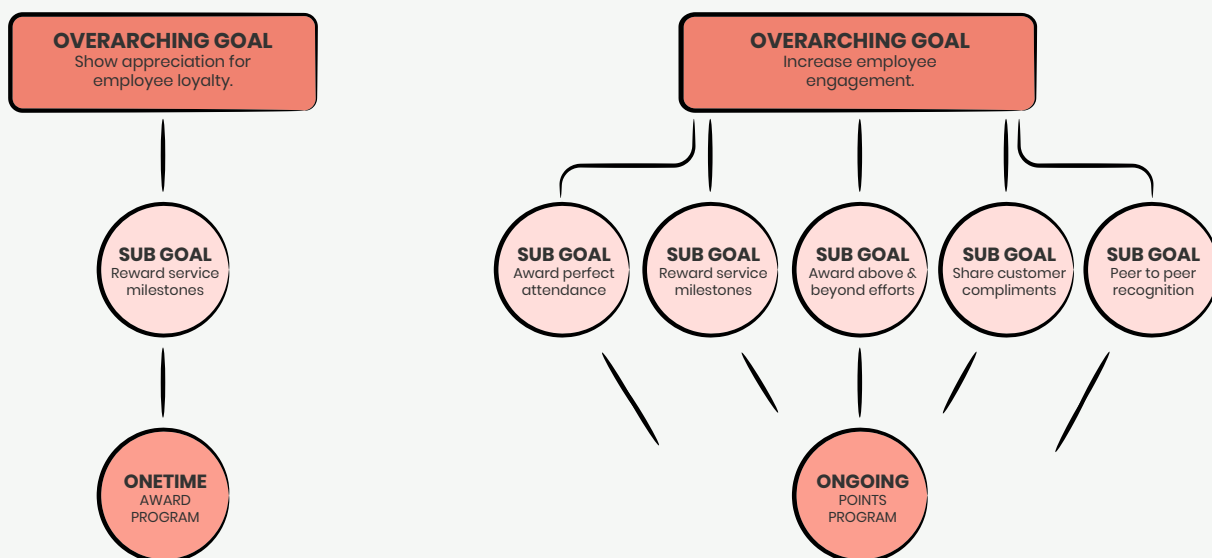 OVERARCHING GOAL
Show appreciation for
employee loyalty.
SUB GOAL
Reward service
milestones
ONETIME
AWARD
PROGRAM
OVERARCHING GOAL
Increase employee
engagement.
SUB GOAL
Award perfect
attendance
SUB GOAL
Reward service
milestones
SUB GOAL
Award above &
beyond efforts
SUB GOAL
Share customer
compliments
SUB GOAL
Peer to peer
recognition
ONGOING
POINTS
PROGRAM